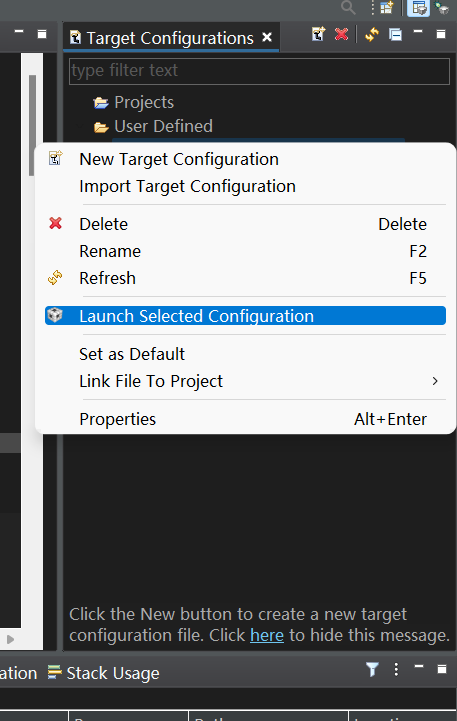 Target Configurations
type filter text
Projects
User Defined
New Target Configuration
Import Target Configuration
Delete Delete
Rename F2
Refresh F5
Launch Selected Configuration
Set as Default
Link File To Project
Properties Alt+Enter
Click the New button to create a new target
configuration file. Click here to hide this message.
ation Stack Usage